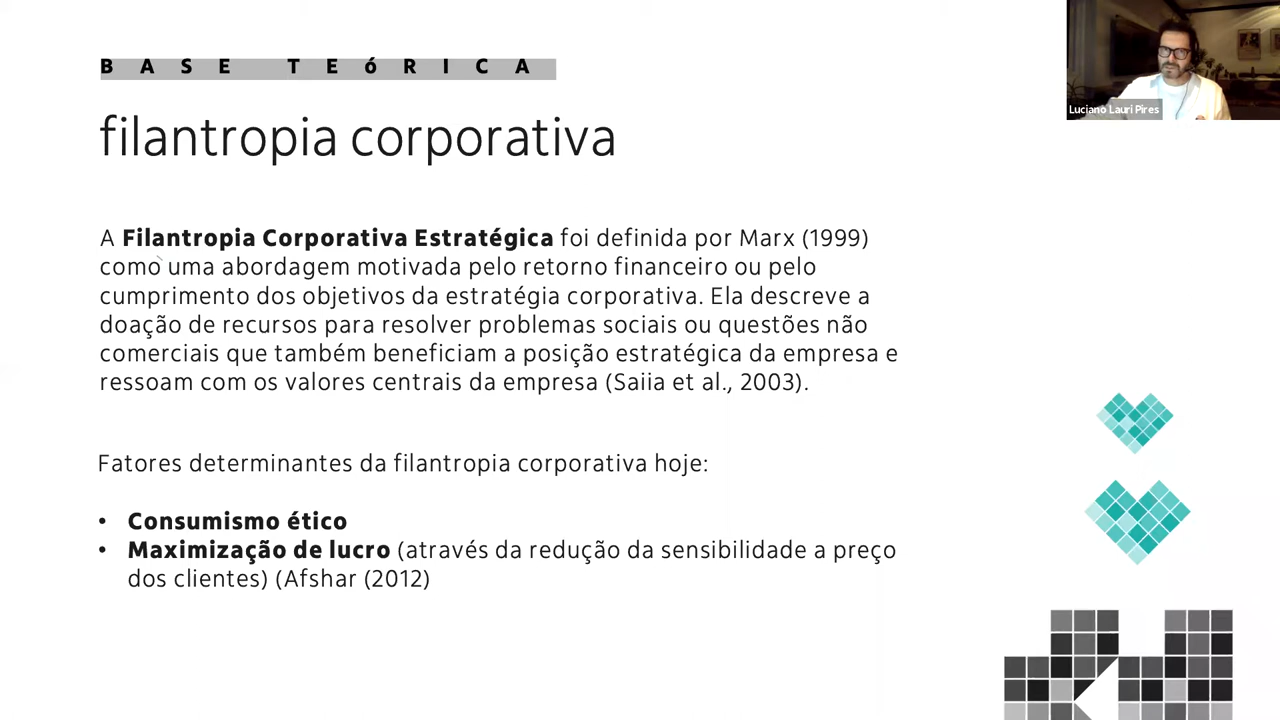 BASE TEóRICA
filantropia corporativa
A Filantropia Corporativa Estratégica foi definida por Marx (1999)
como uma abordagem motivada pelo retorno financeiro ou pelo
cumprimento dos objetivos da estratégia corporativa. Ela descreve a
doação de recursos para resolver problemas sociais ou questões não
comerciais que também beneficiam a posição estratégica da empresa e
ressoam com os valores centrais da empresa (Saiia et al., 2003).
Fatores determinantes da filantropia corporativa hoje:
• Consumismo ético
• Maximização de lucro (através da redução da sensibilidade a preço
dos clientes) (Afshar (2012)
Luciano Lauri Pires